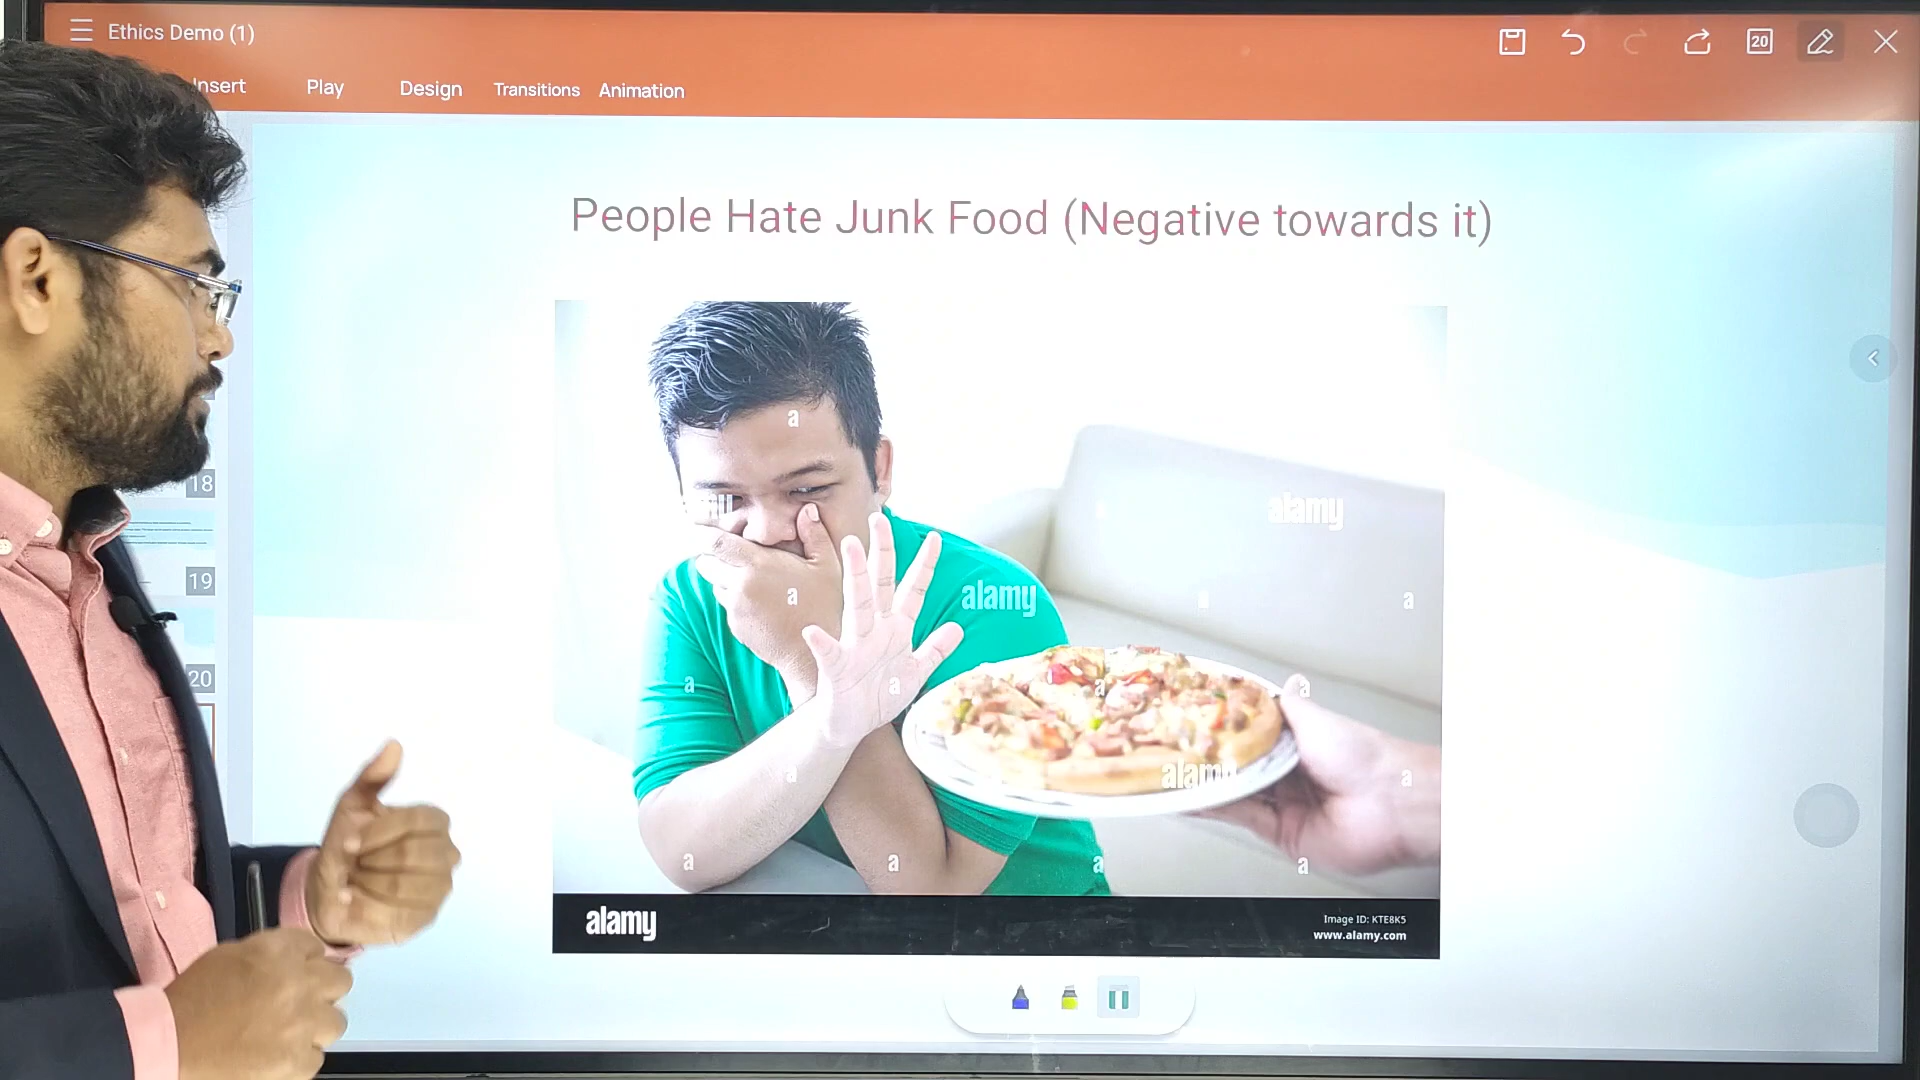 Ethics Demo (1)
20
Insert
Play
Design
Transitions
Animation
People Hate Junk Food (Negative towards it)
18
19
20
a
alamy
alamy
a
a
a
a
a
a
a
alamy
a
a
a
a
a
a
alamy
Image ID: KTE8K5
www.alamy.com